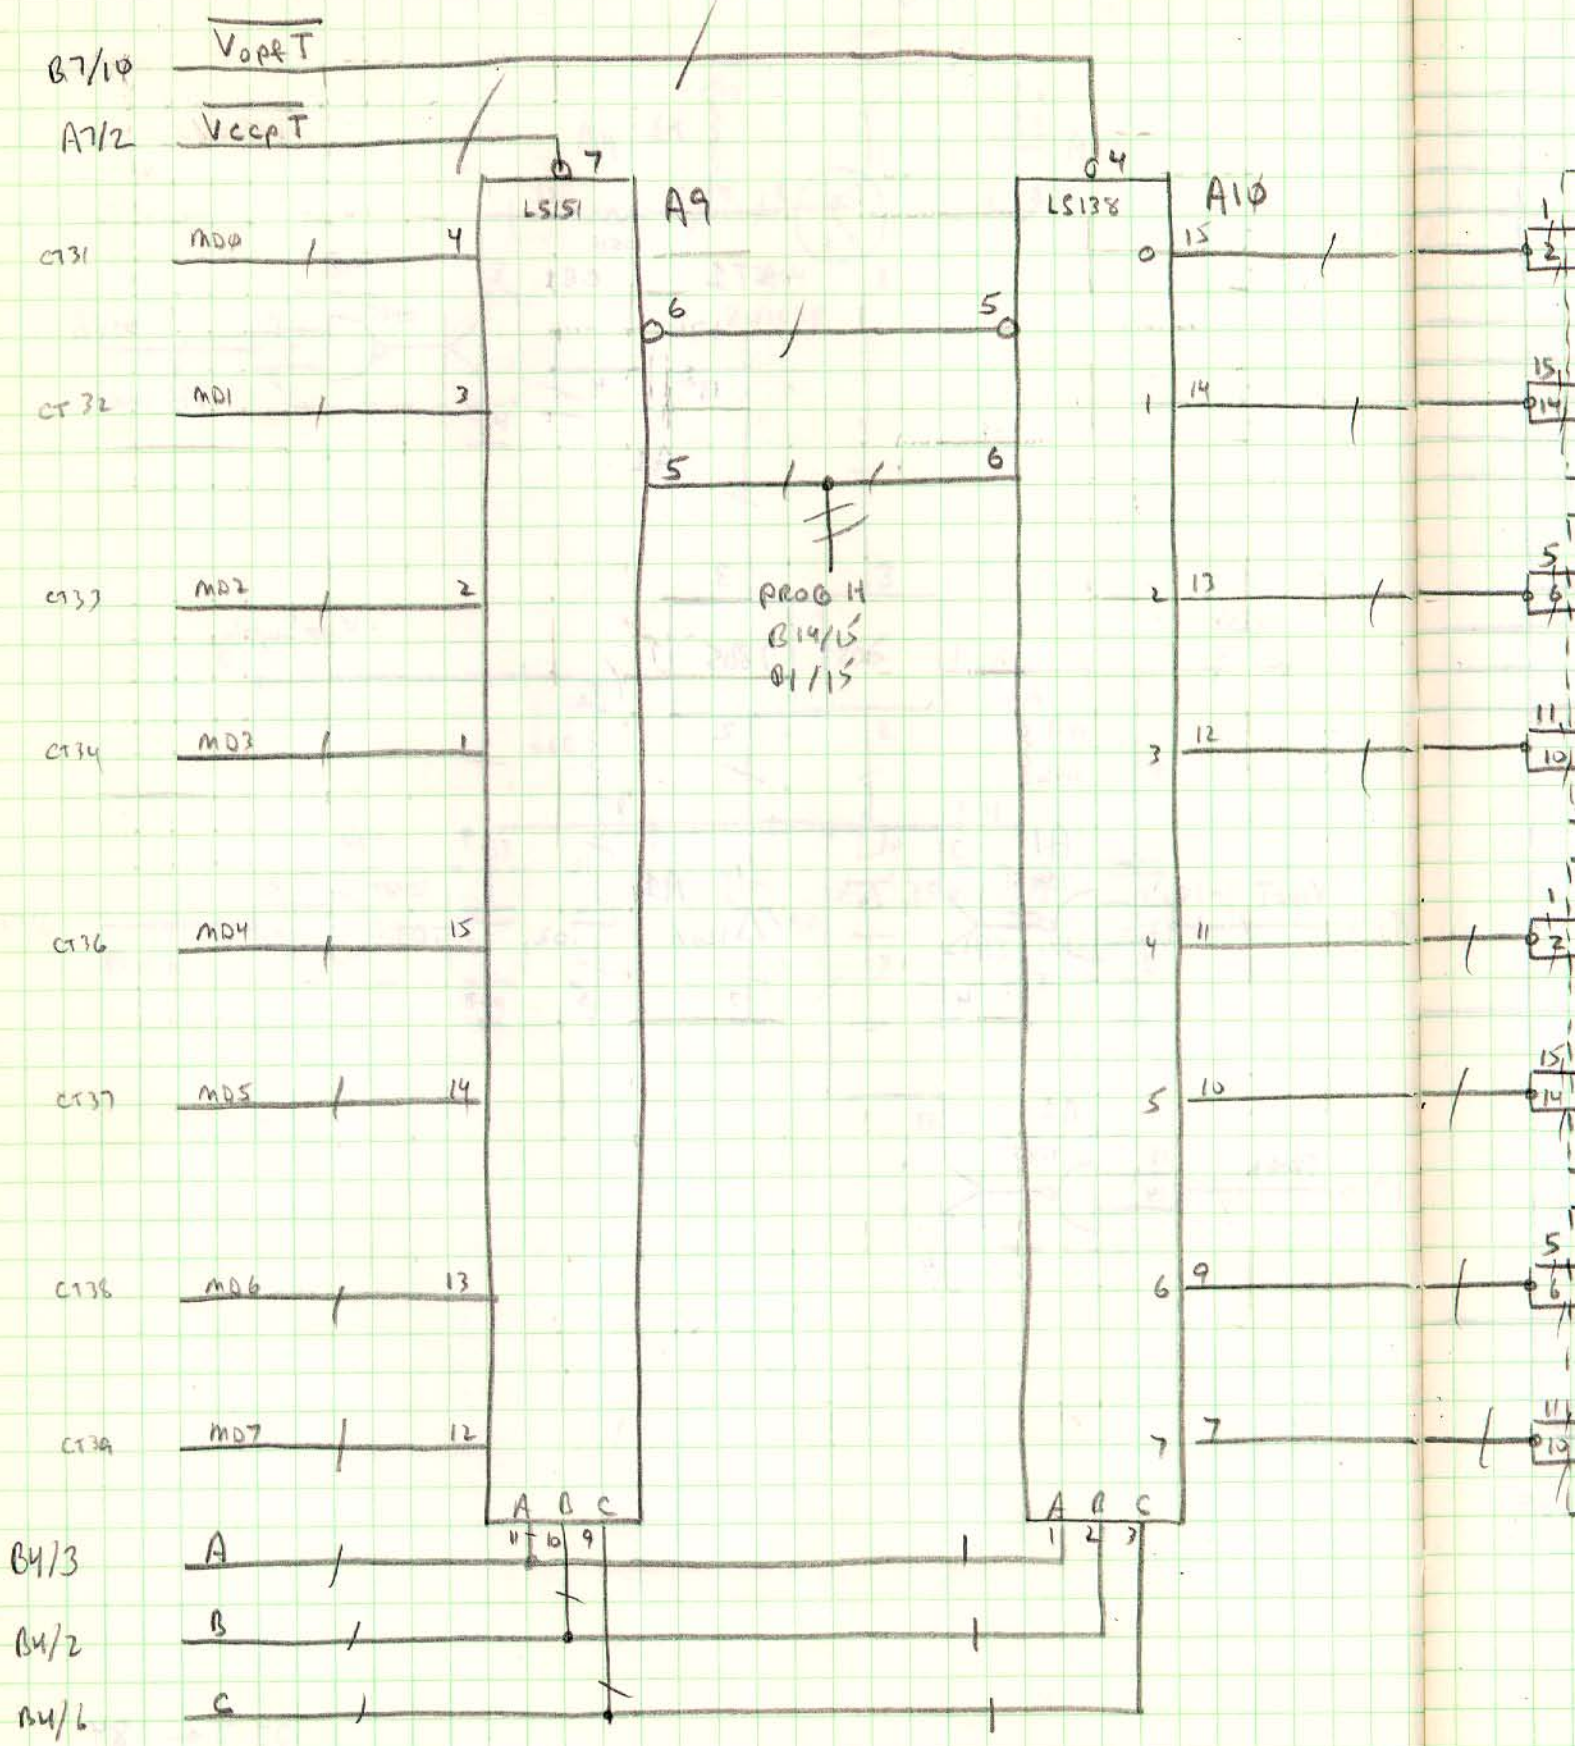 B7/10 VoptT
A7/2 VccpT
7
4
LS151
A9
LS138
A10
CT31 MD0 4
0 15
6 5
CT32 MD1 3
1 14
5 6
CT33 MD2 2
2 13
PROG H
B14/15
CT34 MD3 1
3 12
CT36 MD4 15
4 11
CT37 MD5 14
5 10
CT38 MD6 13
6 9
CT39 MD7 12
7 7
A B C
11 10 9
A B C
1 2 3
B4/3 A
B4/2 B
B4/6 C
1
2
15
14
5
6
11
10
1
2
15
14
5
6
11
10